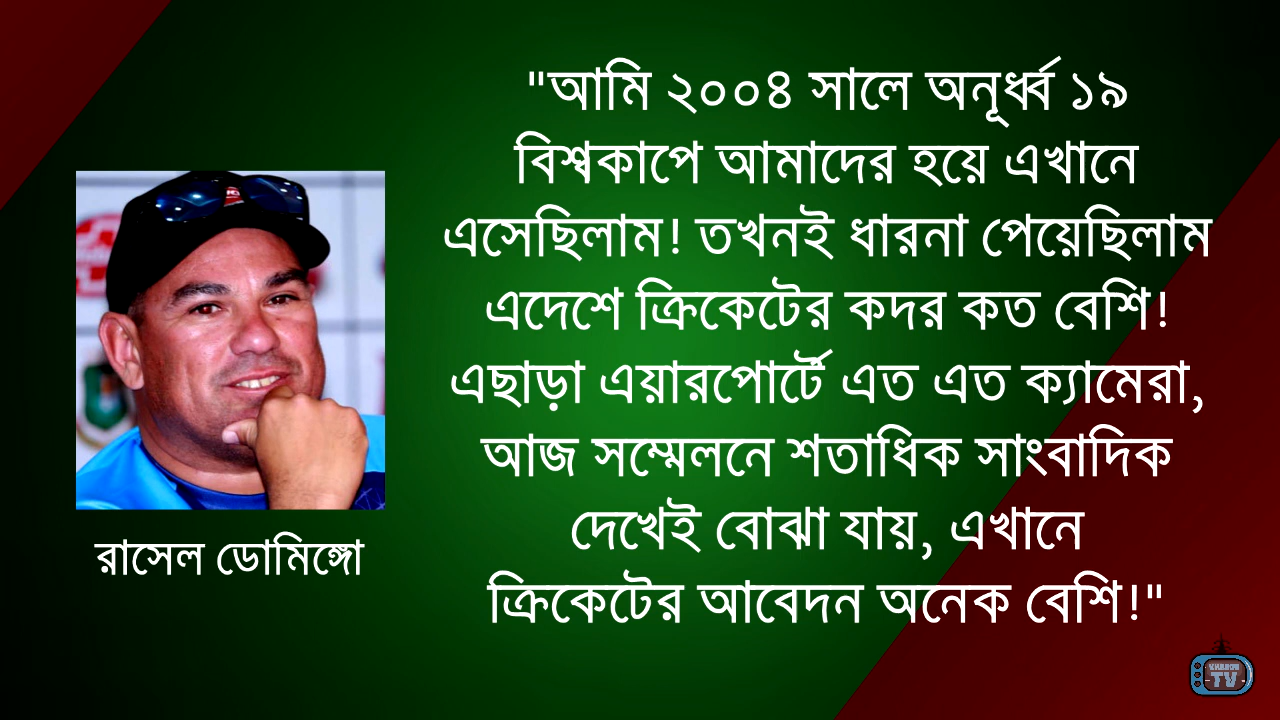 "আমি ২০০৪ সালে অনূর্ধ্ব ১৯
বিশ্বকাপে আমাদের হয়ে এখানে
এসেছিলাম! তখনই ধারনা পেয়েছিলাম
এদেশে ক্রিকেটের কদর কত বেশি!
এছাড়া এয়ারপোর্টে এত এত ক্যামেরা,
আজ সম্মেলনে শতাধিক সাংবাদিক
দেখেই বোঝা যায়, এখানে
ক্রিকেটের আবেদন অনেক বেশি!"
রাসেল ডোমিঙ্গো
TV